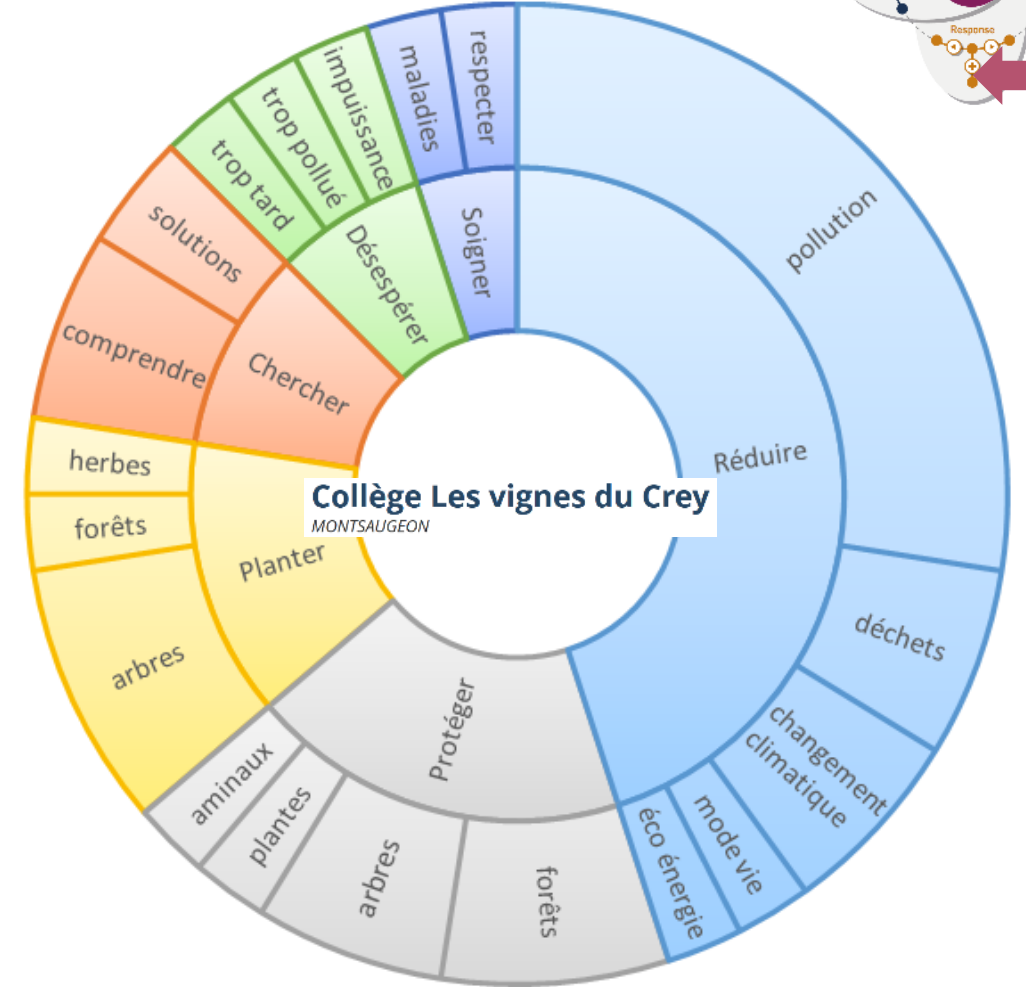 Response
respecter
maladies
impuissance
trop pollué
trop tard
solutions
comprendre
herbes
forêts
arbres
aminaux
plantes
arbres
forêts
éco énergie
mode vie
changement
climatique
déchets
pollution
Soigner
Désespérer
Chercher
Planter
Protéger
Réduire
Collège Les vignes du Crey
MONTSAUGEON